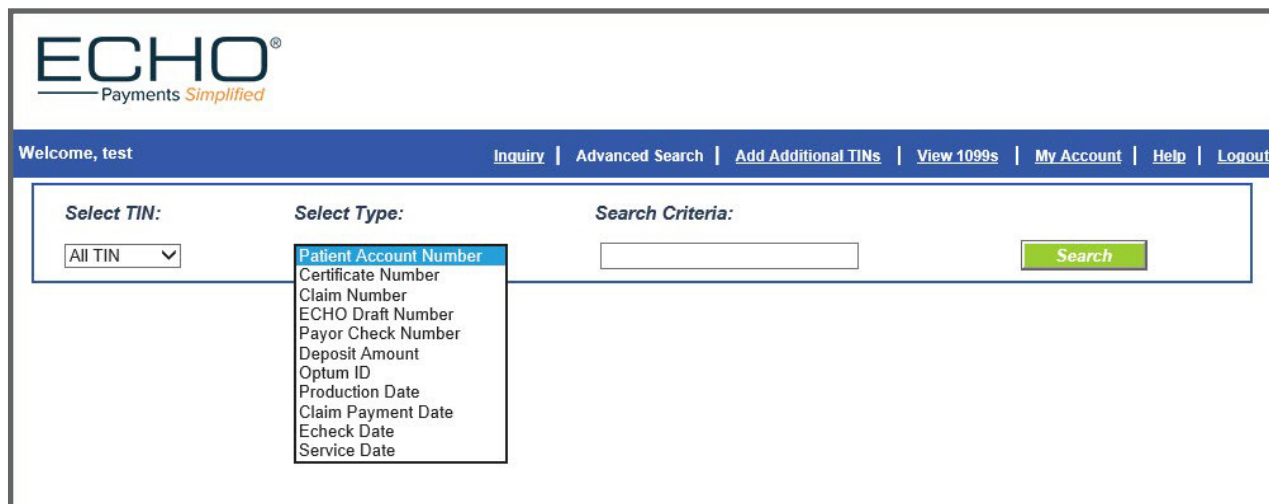 ECHO®
Payments Simplified
Welcome, test Inquiry | Advanced Search | Add Additional TINs | View 1099s | My Account | Help | Logout
Select TIN: Select Type: Search Criteria:
All TIN Patient Account Number Search
Certificate Number
Claim Number
ECHO Draft Number
Payor Check Number
Deposit Amount
Optum ID
Production Date
Claim Payment Date
Echeck Date
Service Date